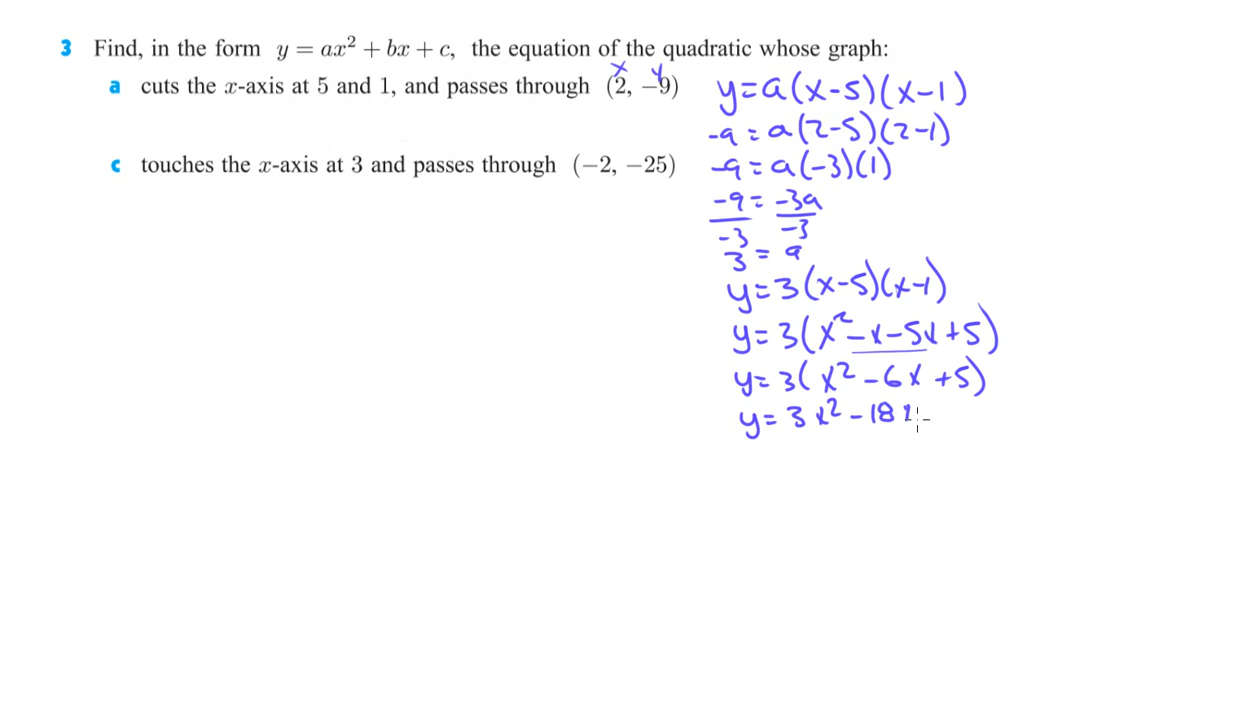 3 Find, in the form y = ax² + bx + c, the equation of the quadratic whose graph:
a cuts the x-axis at 5 and 1, and passes through (2, −9)
x y
c touches the x-axis at 3 and passes through (−2, −25)
y=a(x-5)(x-1)
-9=a(2-5)(2-1)
-9=a(-3)(1)
-9=-3a
-3 -3
3=a
y=3(x-5)(x-1)
y=3(x²-x-5x+5)
y=3(x²-6x+5)
y=3x²-18x